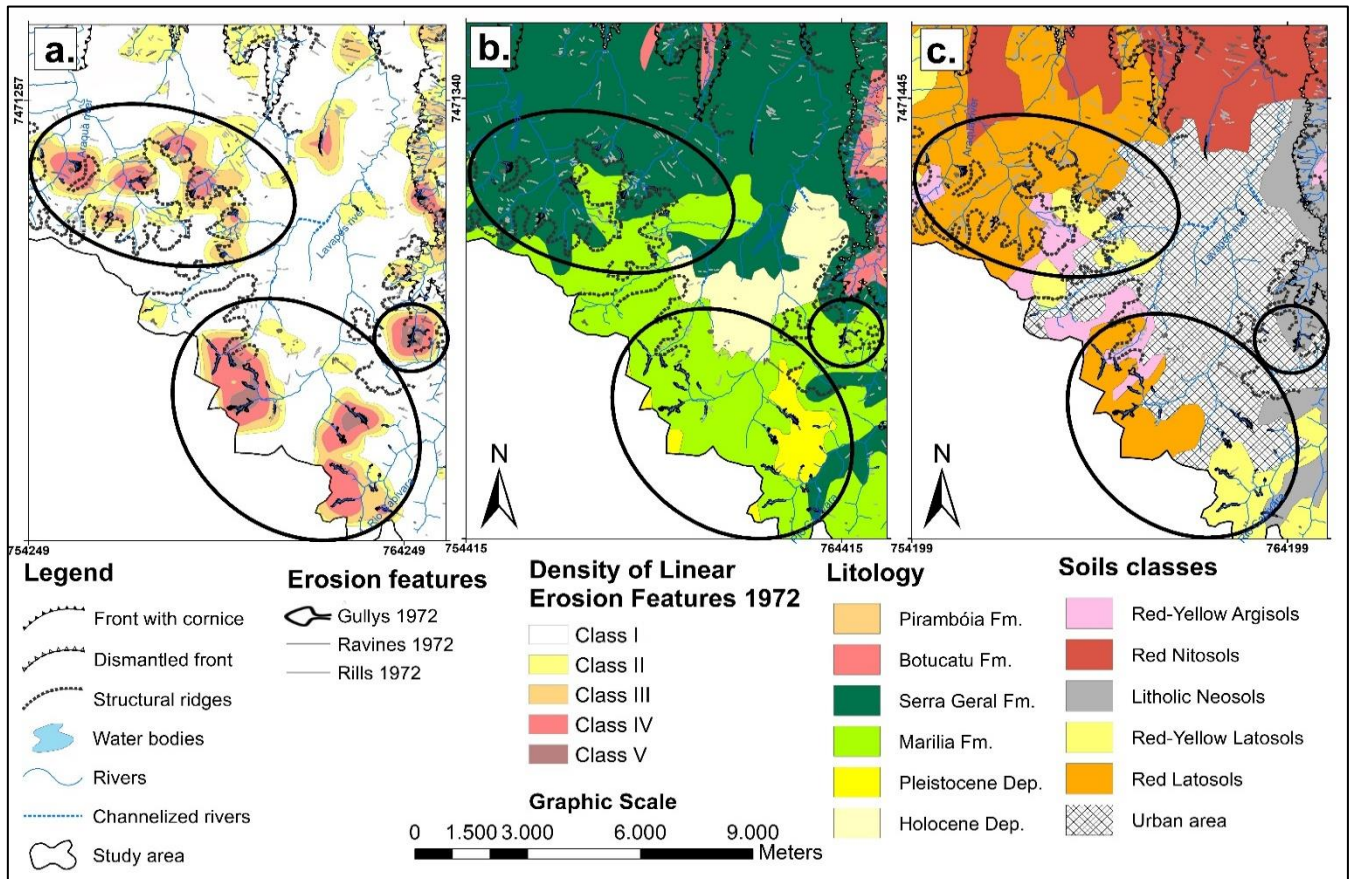 a.
b.
c.
7471257
7471340
7471445
Lavapés river
754249
764249
754415
764415
754199
764199
N
N
Legend
Front with cornice
Dismantled front
Structural ridges
Water bodies
Rivers
Channelized rivers
Study area
Erosion features
Gullys 1972
Ravines 1972
Rills 1972
Density of Linear
Erosion Features 1972
Class I
Class II
Class III
Class IV
Class V
Graphic Scale
0 1.500 3.000 6.000 9.000
Meters
Litology
Pirambóia Fm.
Botucatu Fm.
Serra Geral Fm.
Marilia Fm.
Pleistocene Dep.
Holocene Dep.
Soils classes
Red-Yellow Argisols
Red Nitosols
Litholic Neosols
Red-Yellow Latosols
Red Latosols
Urban area